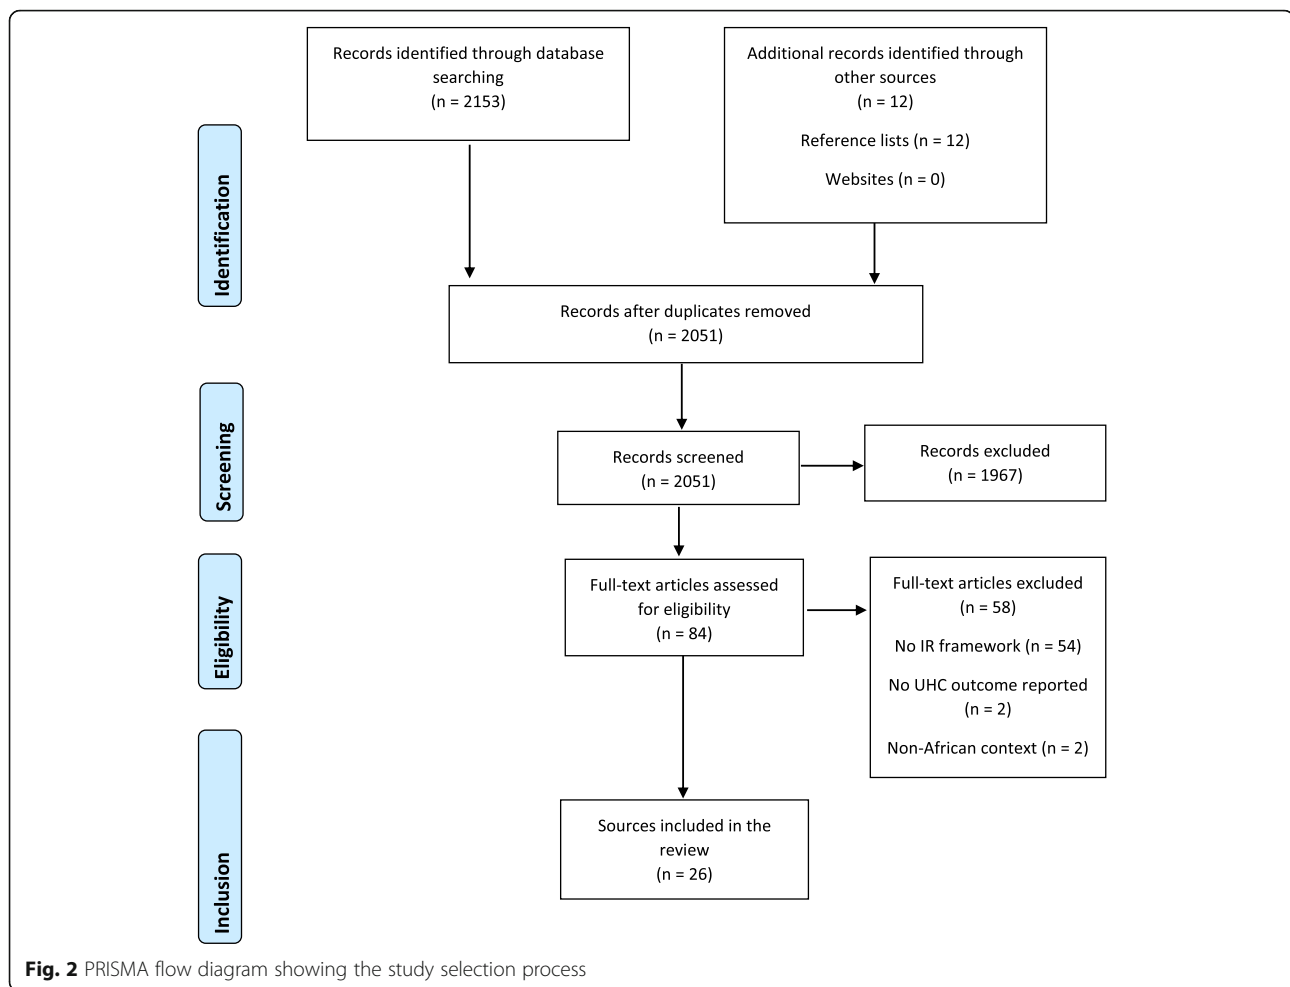 Records identified through database
searching
(n = 2153)
Additional records identified through
other sources
(n = 12)
Reference lists (n = 12)
Websites (n = 0)
Identification
Records after duplicates removed
(n = 2051)
Screening
Records screened
(n = 2051)
Records excluded
(n = 1967)
Eligibility
Full-text articles assessed
for eligibility
(n = 84)
Full-text articles excluded
(n = 58)
No IR framework (n = 54)
No UHC outcome reported
(n = 2)
Non-African context (n = 2)
Inclusion
Sources included in the
review
(n = 26)
Fig. 2 PRISMA flow diagram showing the study selection process